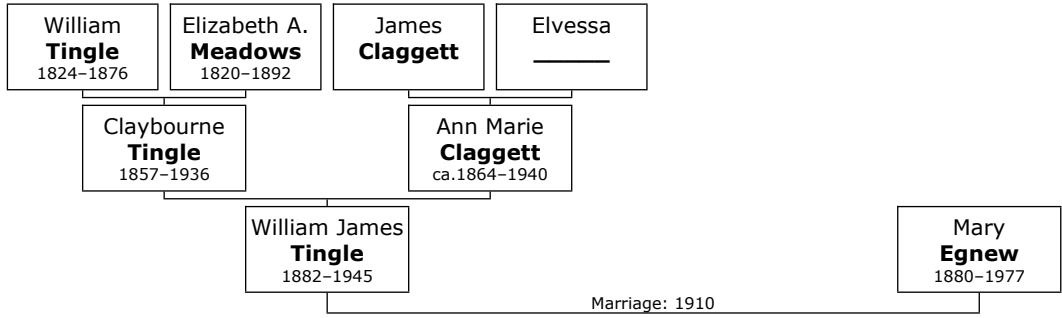 William
Tingle
1824–1876
Elizabeth A.
Meadows
1820–1892
James
Claggett
Elvessa
______
Claybourne
Tingle
1857–1936
Ann Marie
Claggett
ca.1864–1940
William James
Tingle
1882–1945
Mary
Egnew
1880–1977
Marriage: 1910